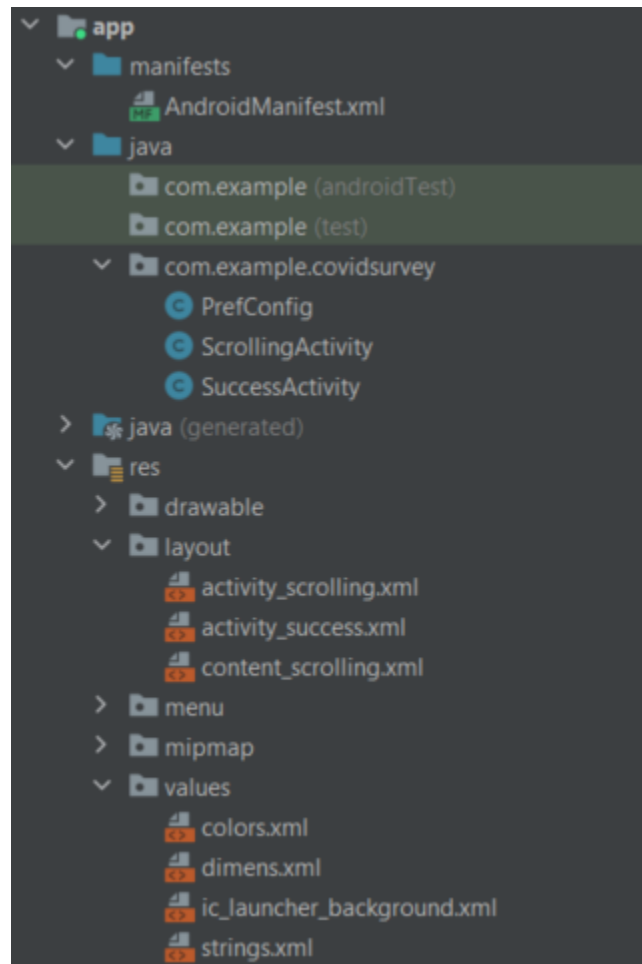 app
manifests
AndroidManifest.xml
java
com.example (androidTest)
com.example (test)
com.example.covidsurvey
PrefConfig
ScrollingActivity
SuccessActivity
java (generated)
res
drawable
layout
activity_scrolling.xml
activity_success.xml
content_scrolling.xml
menu
mipmap
values
colors.xml
dimens.xml
ic_launcher_background.xml
strings.xml